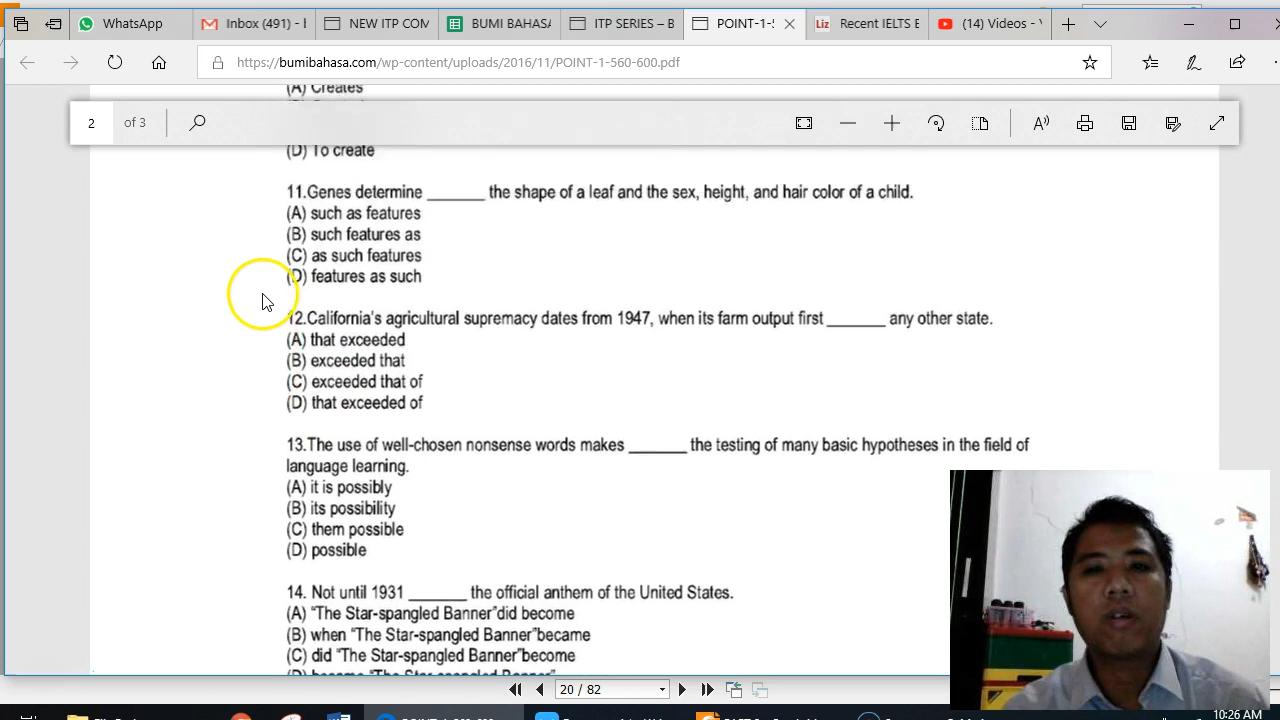 WhatsApp
Inbox (491) -
NEW ITP COM
BUMI BAHASA
ITP SERIES – B
POINT-1-5
Liz
Recent IELTS E
(14) Videos -
https://bumibahasa.com/wp-content/uploads/2016/11/POINT-1-560-600.pdf
(A) Creates
2 of 3
(D) To create
11.Genes determine _______ the shape of a leaf and the sex, height, and hair color of a child.
(A) such as features
(B) such features as
(C) as such features
(D) features as such
12.California's agricultural supremacy dates from 1947, when its farm output first _______ any other state.
(A) that exceeded
(B) exceeded that
(C) exceeded that of
(D) that exceeded of
13.The use of well-chosen nonsense words makes _______ the testing of many basic hypotheses in the field of
language learning.
(A) it is possibly
(B) its possibility
(C) them possible
(D) possible
14. Not until 1931 _______ the official anthem of the United States.
(A) “The Star-spangled Banner”did become
(B) when “The Star-spangled Banner”became
(C) did “The Star-spangled Banner”become
(D) became “The Star-spangled Banner”
20 / 82
10:26 AM